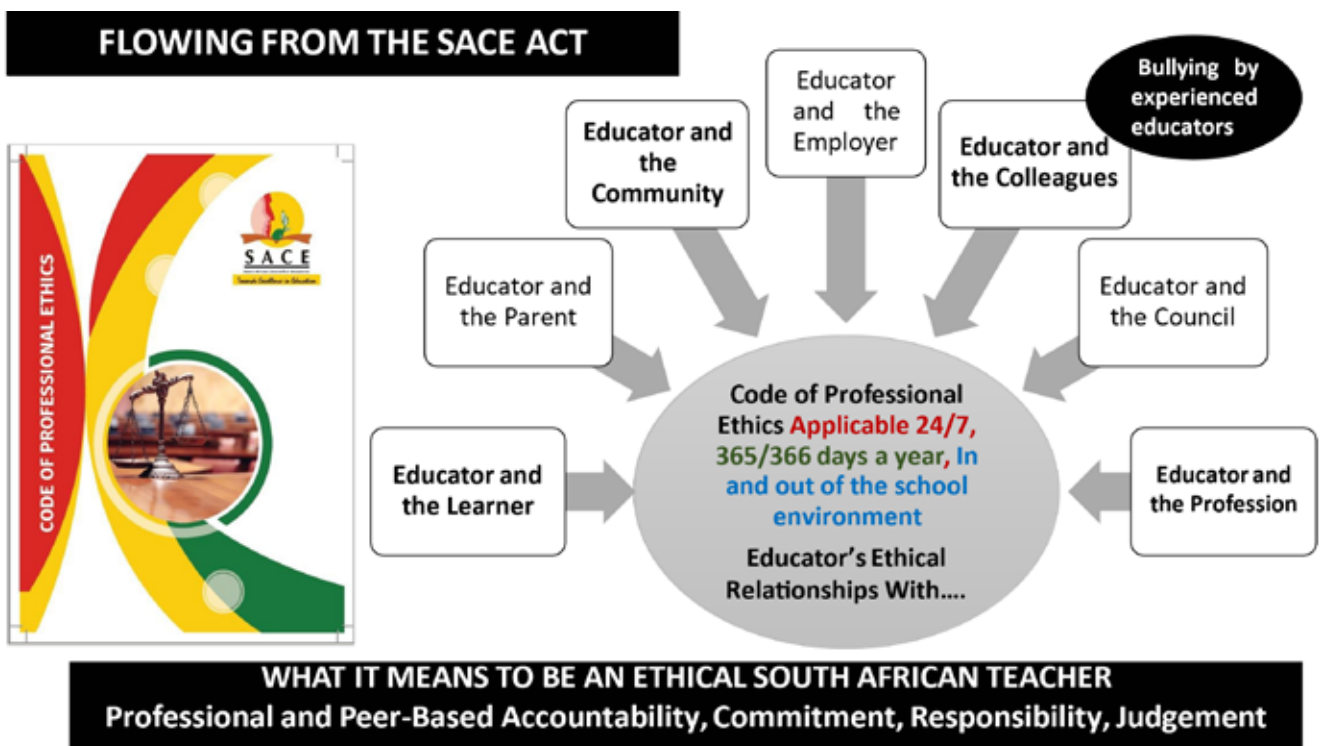 FLOWING FROM THE SACE ACT
CODE OF PROFESSIONAL ETHICS
SACE
Towards Excellence in Education
Educator and
the Learner
Educator and
the Parent
Educator and
the
Community
Educator
and the
Employer
Educator and
the Colleagues
Bullying by
experienced
educators
Educator and
the Council
Educator and
the Profession
Code of Professional
Ethics Applicable 24/7,
365/366 days a year, In
and out of the school
environment
Educator's Ethical
Relationships With....
WHAT IT MEANS TO BE AN ETHICAL SOUTH AFRICAN TEACHER
Professional and Peer-Based Accountability, Commitment, Responsibility, Judgement